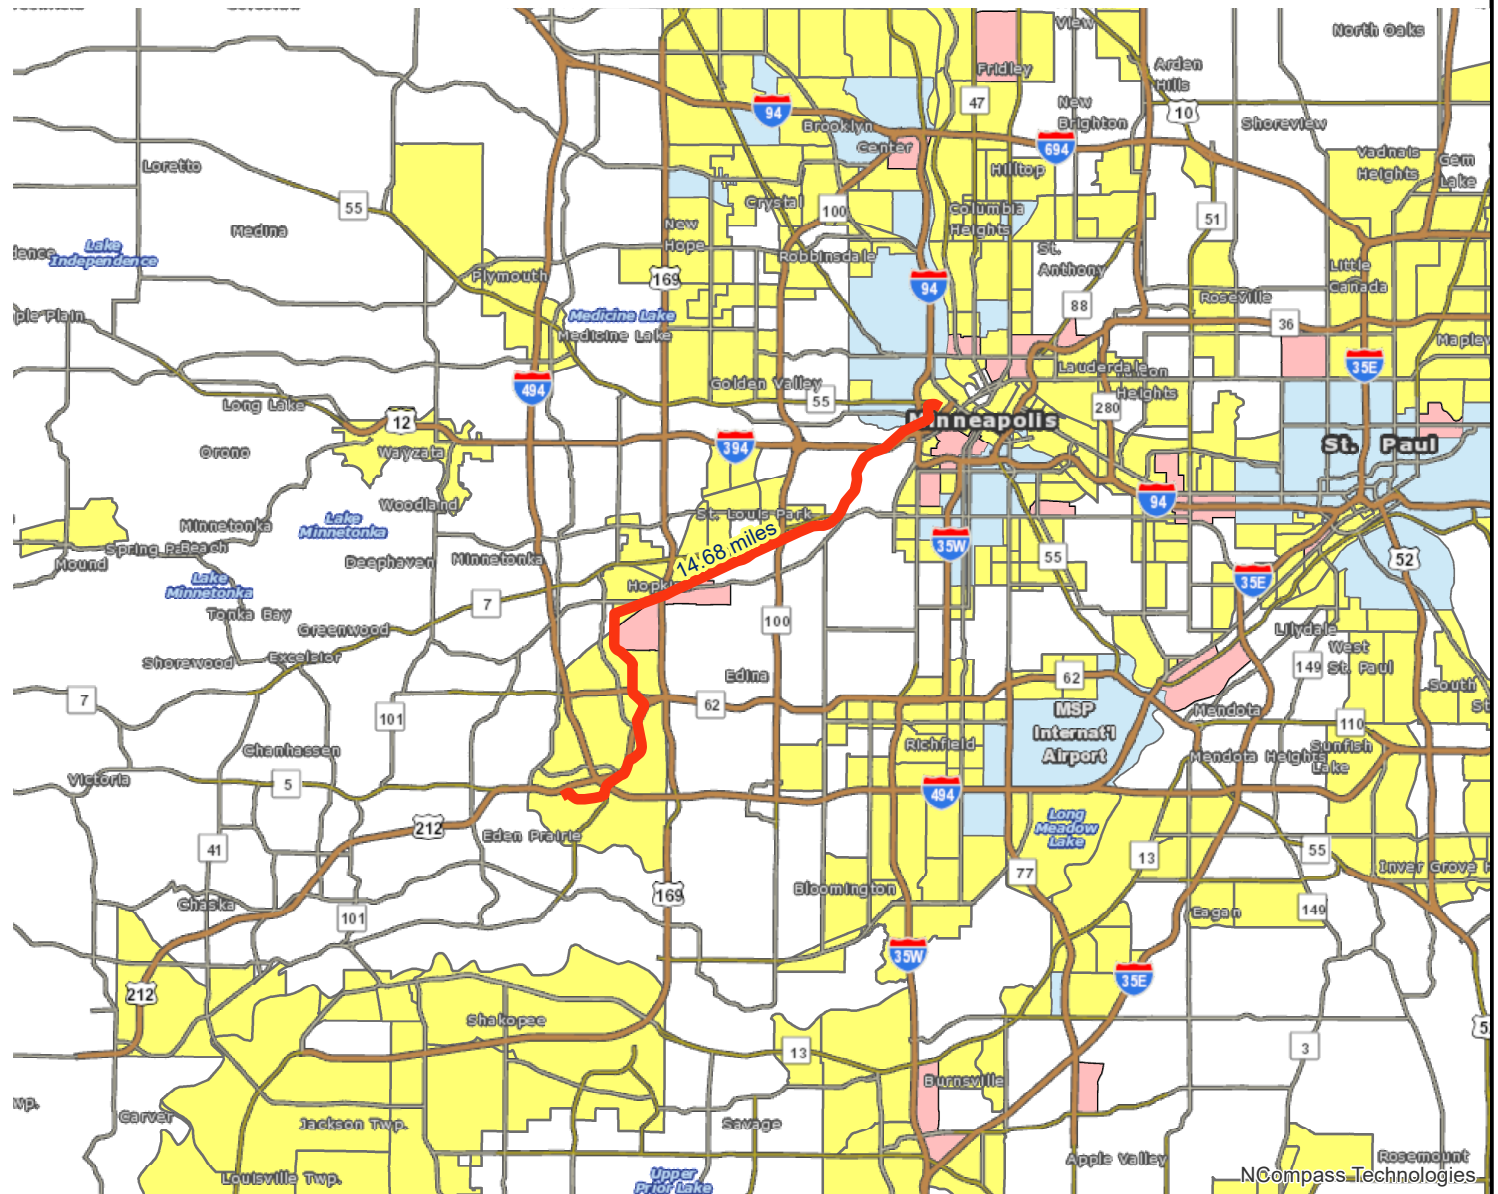 View
North Oaks
Fridley
Arden
Hills
47
94
10
New
Brighton
Shoreview
Brooklyn
Center
694
Vadnais
Heights
Gem
Lake
Loretto
Hilltop
55
Crystal
100
Columbia
Heights
51
Medina
New
Hope
Lake
Independence
St.
Anthony
Robbinsdale
Plymouth
169
94
Little
Canada
88
Roseville
36
Medicine Lake
Medicine Lake
Lauderdale
Heights
35E
494
Golden Valley
55
Long Lake
12
280
Minneapolis
St. Paul
394
Orono
Wayzata
Woodland
94
Lake
Minnetonka
Minnetonka
Beach
St. Louis Park
35W
Mound
Deephaven
Minnetonka
14.68 miles
55
52
Lake
Minnetonka
35E
Tonka Bay
7
100
Greenwood
Lilydale
Shorewood
Excelsior
149
West
St. Paul
Edina
62
7
62
South
101
MSP
Internat'l
Airport
Mendota
110
Richfield
Chanhassen
Mendota Heights
Sunfish
Lake
Victoria
5
494
212
Eden Prairie
Long
Meadow
Lake
41
13
55
77
169
Bloomington
Chaska
101
149
Eagan
35W
35E
212
Shakopee
13
3
Burnsville
Carver
Jackson Twp.
Savage
Apple Valley
Rosemount
Louisville Twp.
Upper
Prior Lake
NCompass Technologies